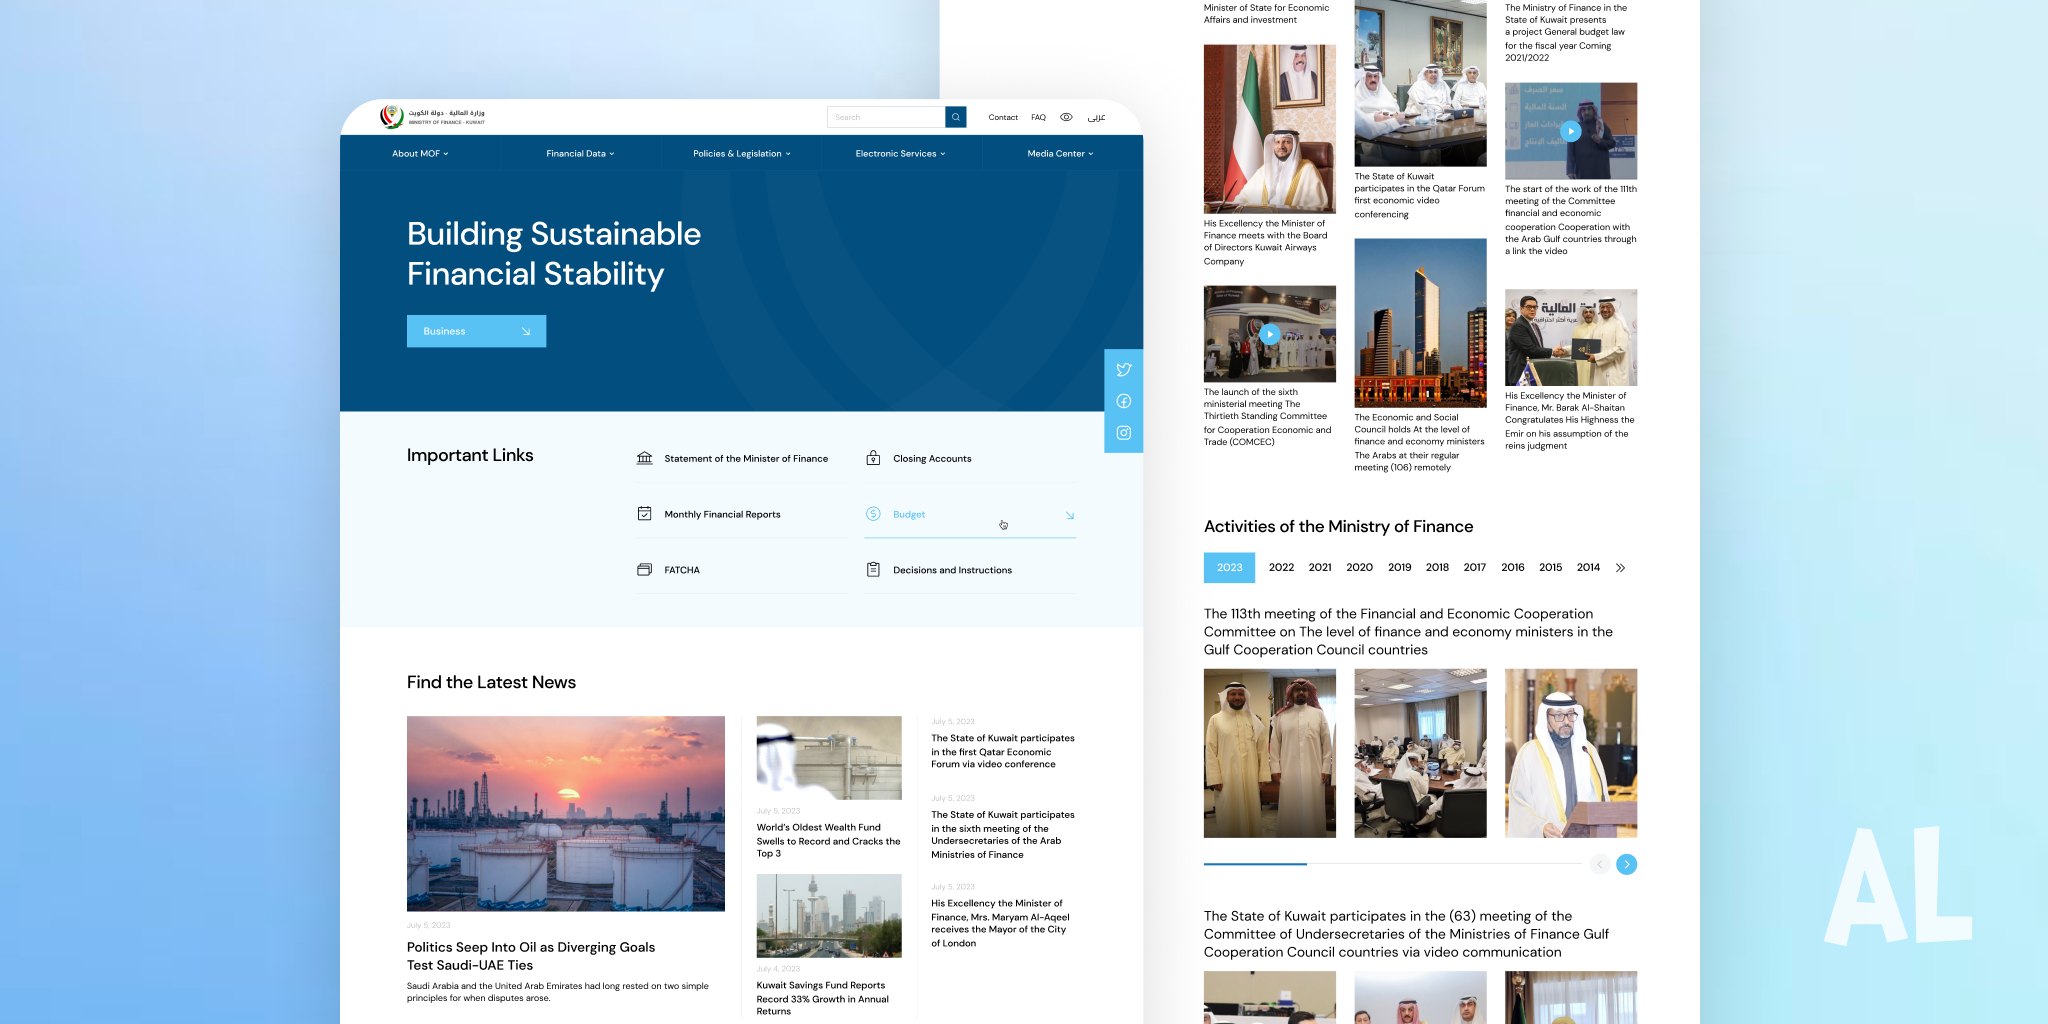 وزارة المالية - دولة الكويت
MINISTRY OF FINANCE - KUWAIT
Search
Contact
FAQ
عربى
About MOF
Financial Data
Policies & Legislation
Electronic Services
Media Center
Building Sustainable
Financial Stability
Business
Important Links
Statement of the Minister of Finance
Closing Accounts
Monthly Financial Reports
Budget
FATCHA
Decisions and Instructions
Find the Latest News
July 5, 2023
Politics Seep Into Oil as Diverging Goals
Test Saudi-UAE Ties
Saudi Arabia and the United Arab Emirates had long rested on two simple
principles for when disputes arose.
July 5, 2023
World's Oldest Wealth Fund
Swells to Record and Cracks the
Top 3
July 4, 2023
Kuwait Savings Fund Reports
Record 33% Growth in Annual
Returns
July 5, 2023
The State of Kuwait participates
in the first Qatar Economic
Forum via video conference
July 5, 2023
The State of Kuwait participates
in the sixth meeting of the
Undersecretaries of the Arab
Ministries of Finance
July 5, 2023
His Excellency the Minister of
Finance, Mrs. Maryam Al-Aqeel
receives the Mayor of the City
of London
Minister of State for Economic
Affairs and investment
His Excellency the Minister of
Finance meets with the Board
of Directors Kuwait Airways
Company
The launch of the sixth
ministerial meeting The
Thirtieth Standing Committee
for Cooperation Economic and
Trade (COMCEC)
The State of Kuwait
participates in the Qatar Forum
first economic video
conferencing
The Economic and Social
Council holds At the level of
finance and economy ministers
The Arabs at their regular
meeting (106) remotely
The Ministry of Finance in the
State of Kuwait presents
a project General budget law
for the fiscal year Coming
2021/2022
The start of the work of the 111th
meeting of the Committee
financial and economic
cooperation Cooperation with
the Arab Gulf countries through
a link the video
المالية
His Excellency the Minister of
Finance, Mr. Barak Al-Shaitan
Congratulates His Highness the
Emir on his assumption of the
reins judgment
Activities of the Ministry of Finance
2023 2022 2021 2020 2019 2018 2017 2016 2015 2014
The 113th meeting of the Financial and Economic Cooperation
Committee on The level of finance and economy ministers in the
Gulf Cooperation Council countries
The State of Kuwait participates in the (63) meeting of the
Committee of Undersecretaries of the Ministries of Finance Gulf
Cooperation Council countries via video communication
AL